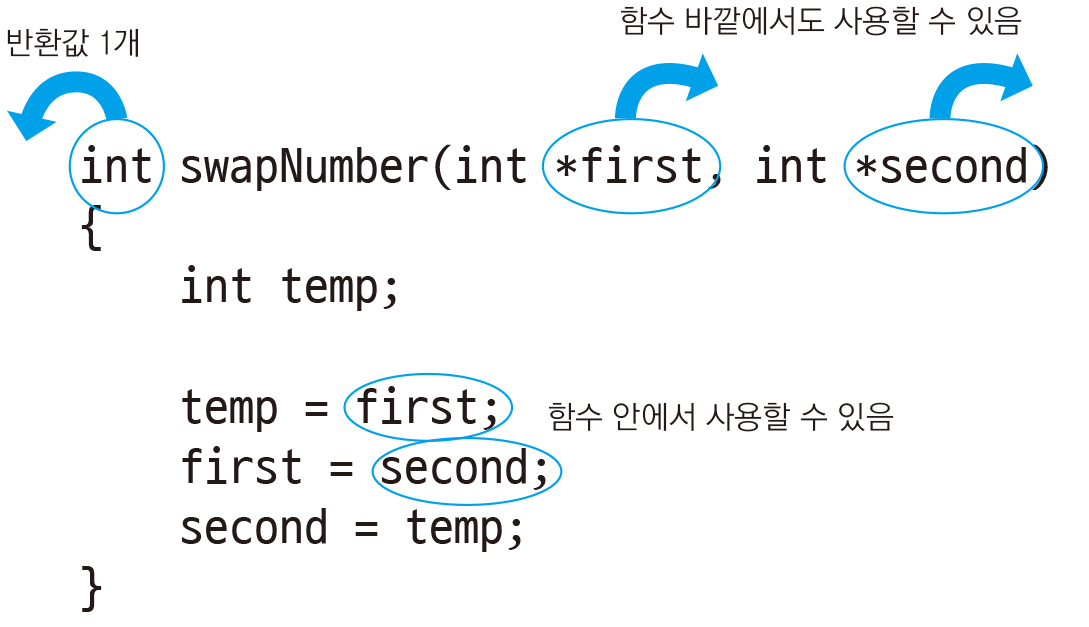 함수 바깥에서도 사용할 수 있음
반환값 1개
int swapNumber(int *first, int *second)
{
int temp;
temp = first;
함수 안에서 사용할 수 있음
first = second;
second = temp;
}